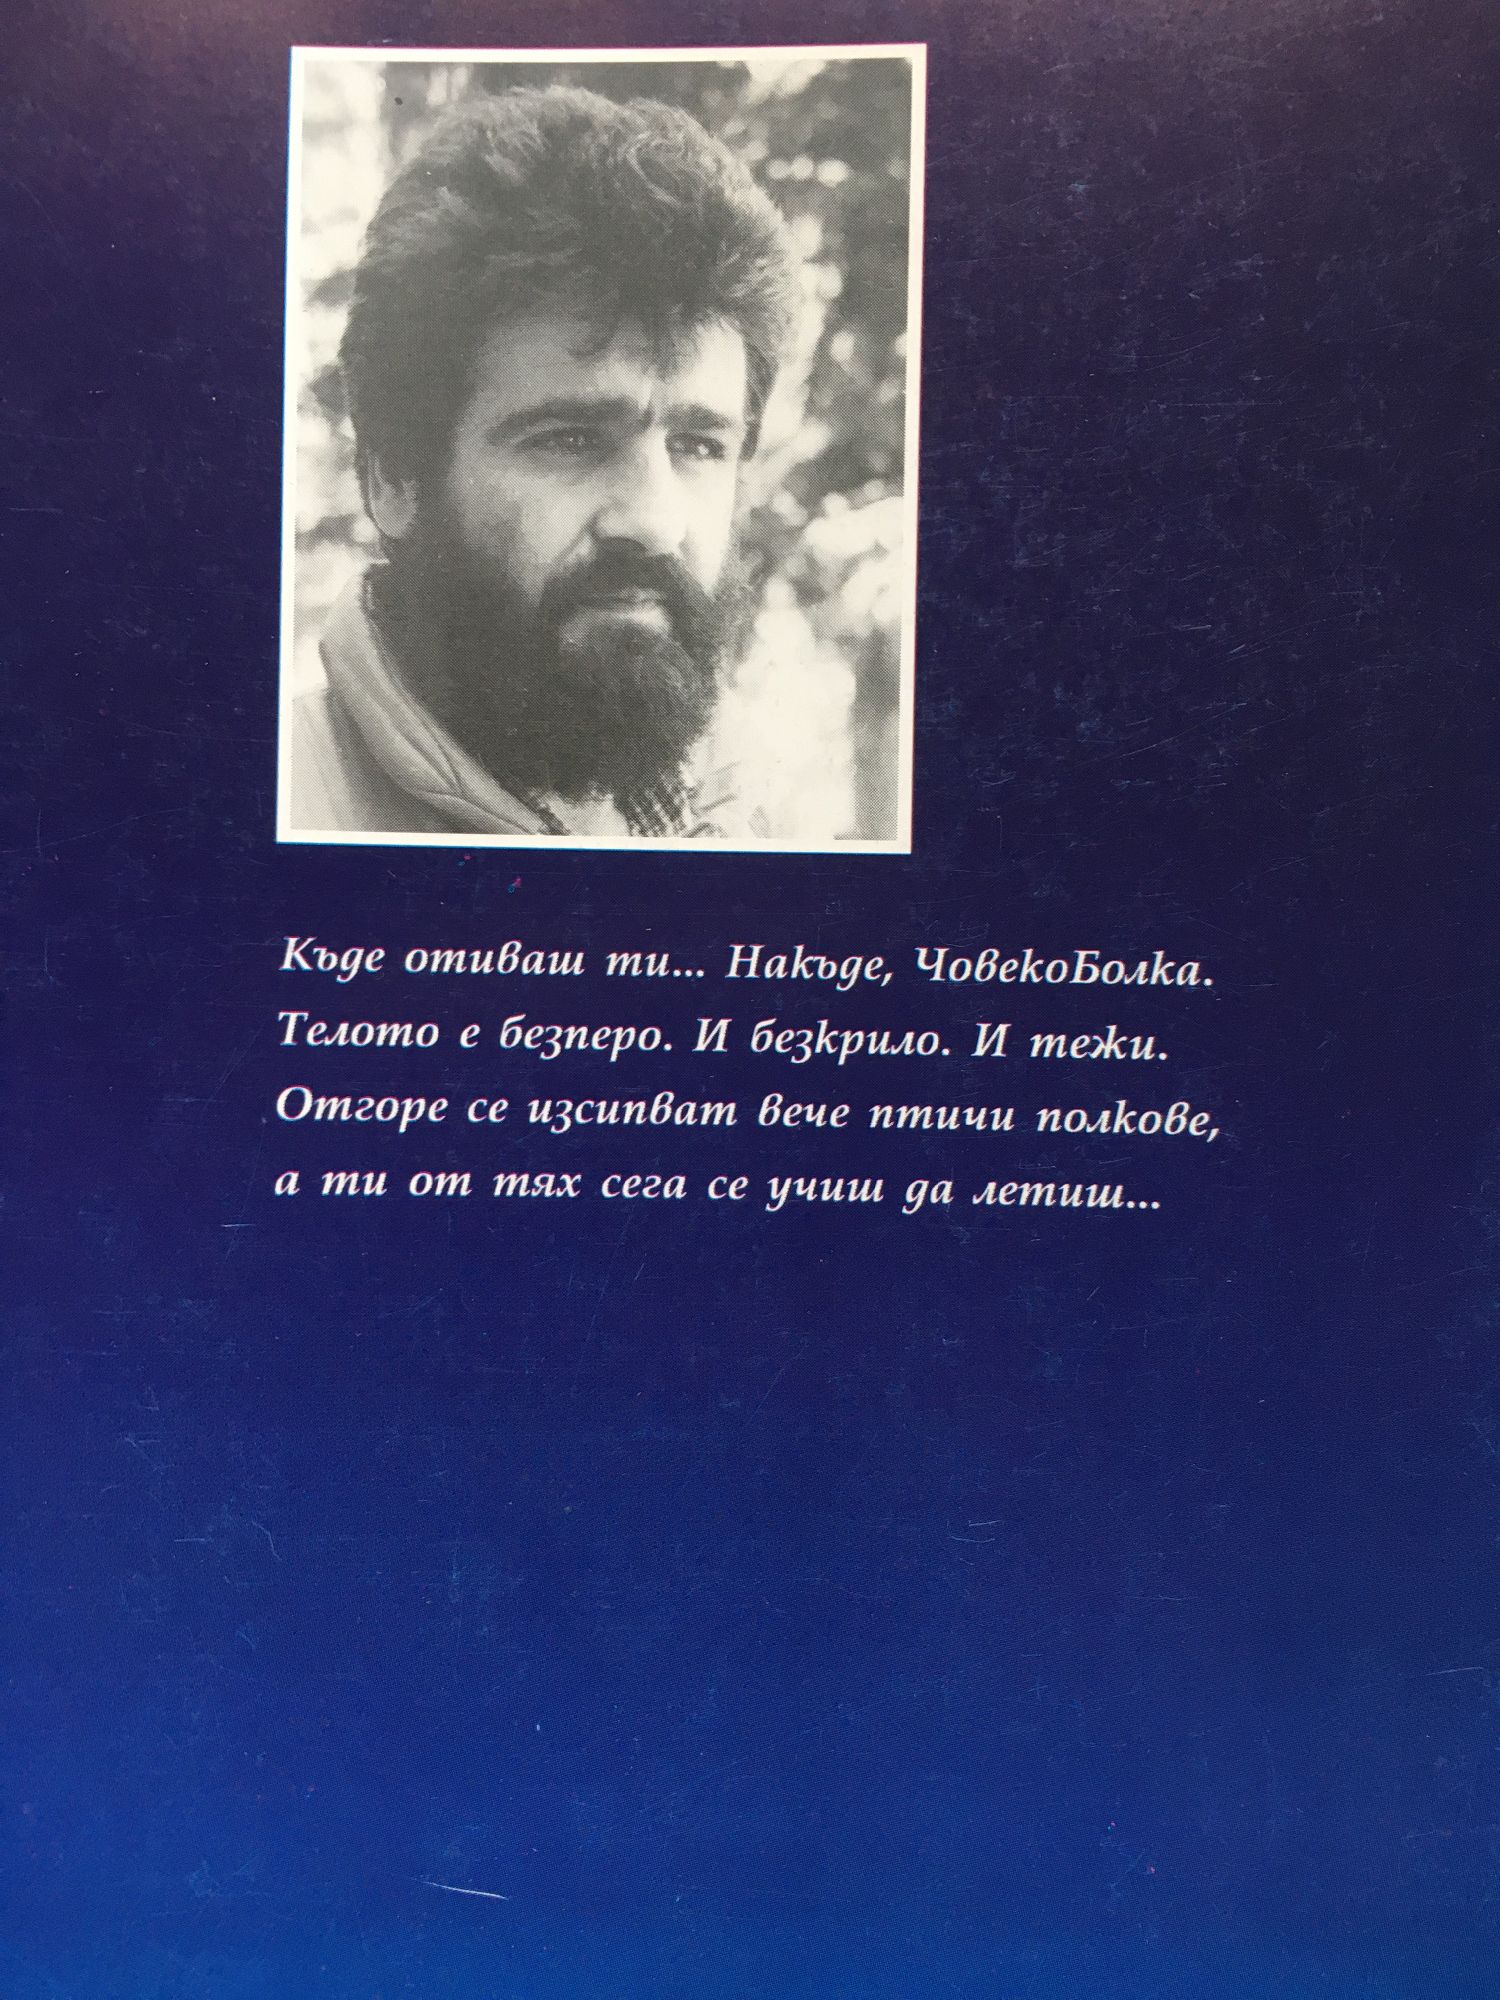 Къде отиваш ти... Накъде, ЧовекоБолка.
Телото е безперо. И безкрило. И тежи.
Отгоре се изсипват вече птичи полкове,
а ти от тях сега се учиш да летиш...